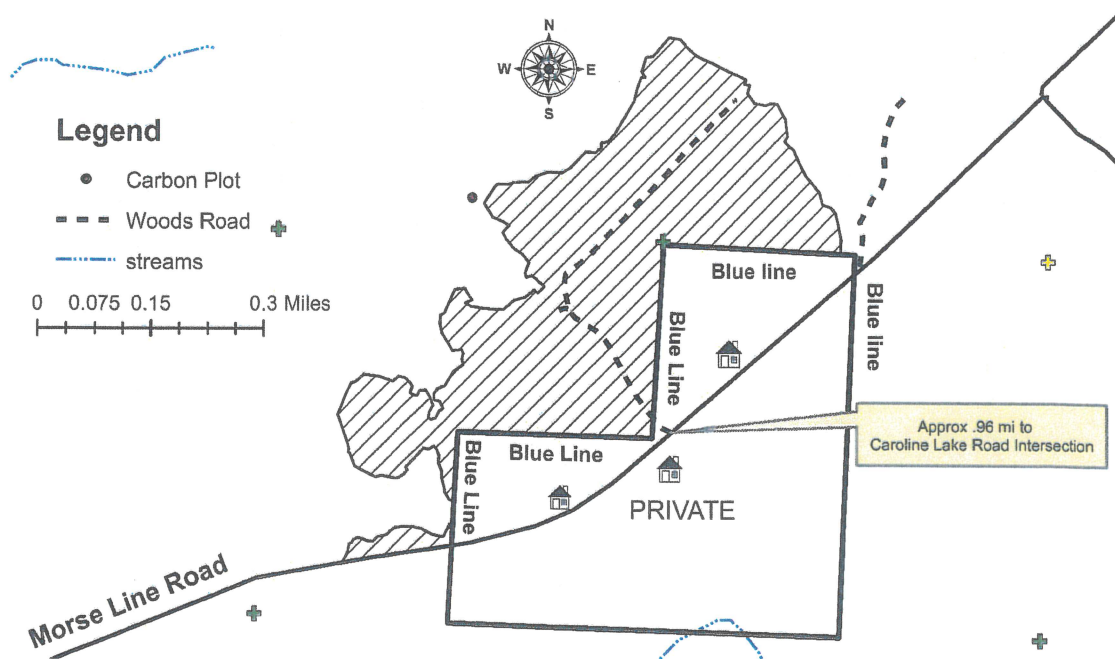 N
W
E
S
Legend
Carbon Plot
Woods Road
streams
0 0.075 0.15 0.3 Miles
Blue line
Blue Line
Blue line
Approx .96 mi to
Caroline Lake Road Intersection
Blue Line
Blue Line
PRIVATE
Morse Line Road